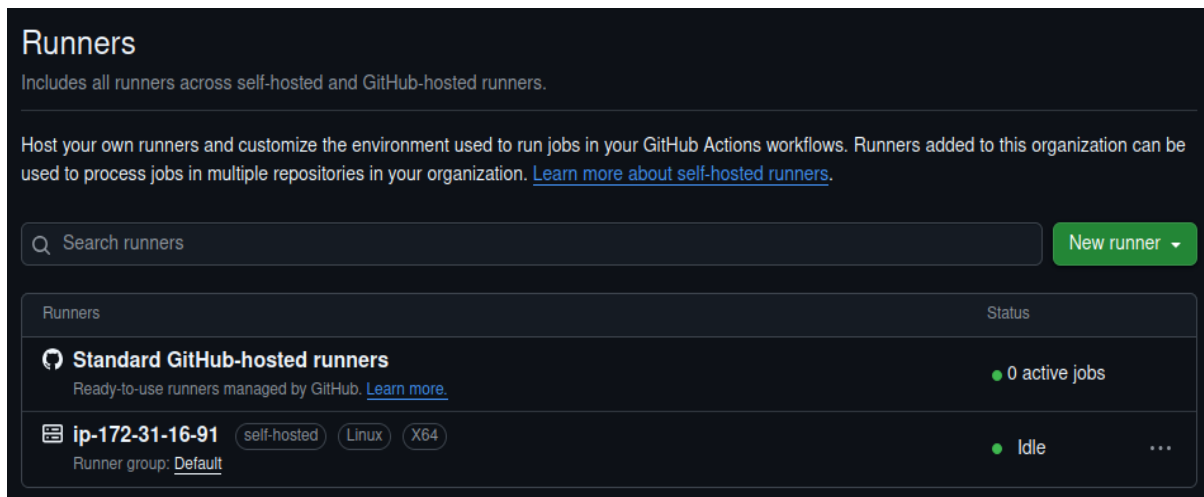 Runners
Includes all runners across self-hosted and GitHub-hosted runners.
Host your own runners and customize the environment used to run jobs in your GitHub Actions workflows. Runners added to this organization can be
used to process jobs in multiple repositories in your organization. Learn more about self-hosted runners.
Search runners
New runner
Runners Status
Standard GitHub-hosted runners
Ready-to-use runners managed by GitHub. Learn more.
0 active jobs
ip-172-31-16-91 self-hosted Linux X64
Runner group: Default
Idle